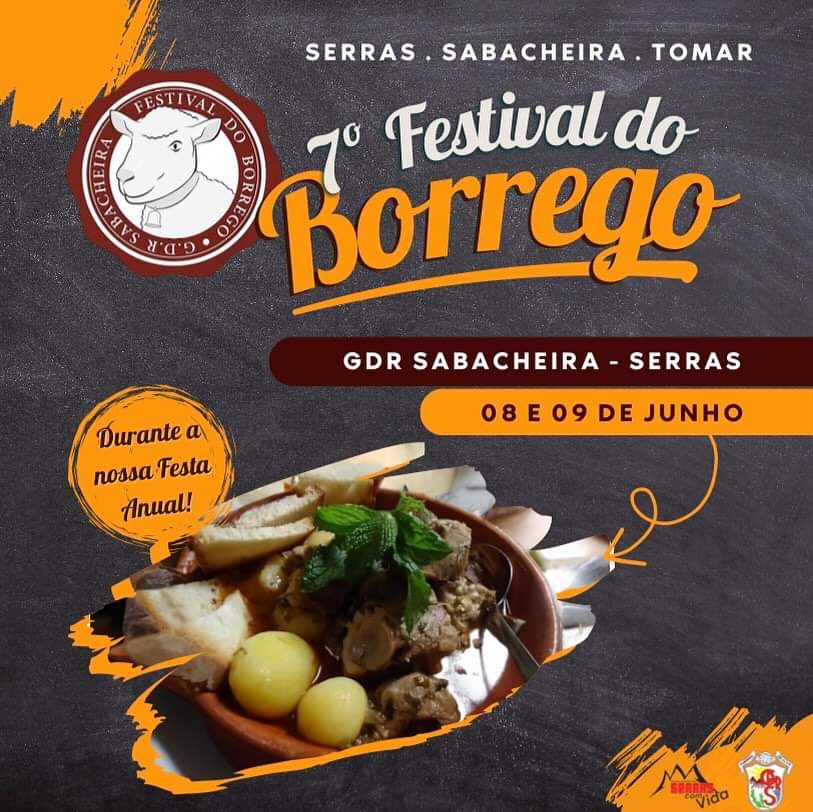 SERRAS . SABACHEIRA . TOMAR
FESTIVAL DO BORREGO • G.D.R SABACHEIRA
7º Festival do
Borrego
GDR SABACHEIRA - SERRAS
08 E 09 DE JUNHO
Durante a
nossa Festa
Anual!
SERRAS
com vida